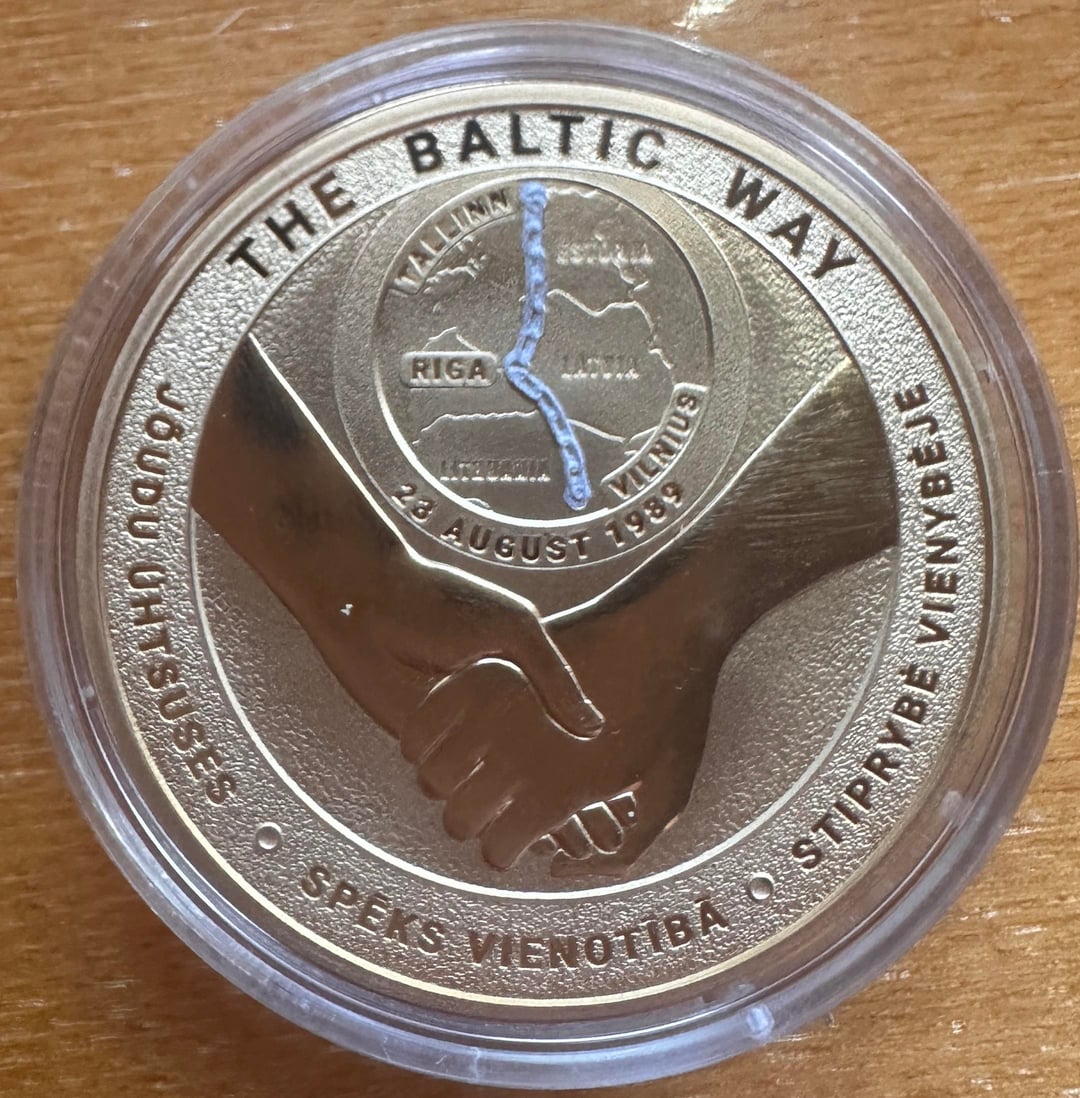 THE BALTIC WAY
TALLINN
ESTONIA
RIGA
LATVIA
LITHUANIA
VILNIUS
23 AUGUST 1989
JÕUDU ÜHTSUSES
SPĒKS VIENOTĪBĀ
STIPRYBĖ VIENYBĖJE